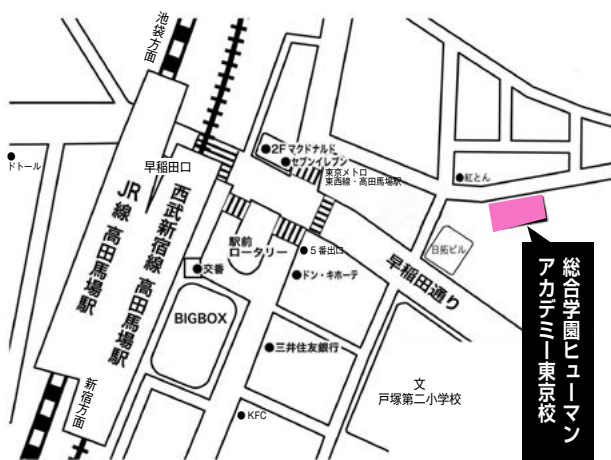 池袋方面
ドトール
早稲田口
JR線 高田馬場駅
西武新宿線 高田馬場駅
新宿方面
2F マクドナルド
セブンイレブン
東京メトロ
東西線・高田馬場駅
紅とん
駅前
ロータリー
5番出口
交番
ドン・キホーテ
早稲田通り
日拓ビル
BIGBOX
三井住友銀行
KFC
文
戸塚第二小学校
総合学園ヒューマン
アカデミー東京校